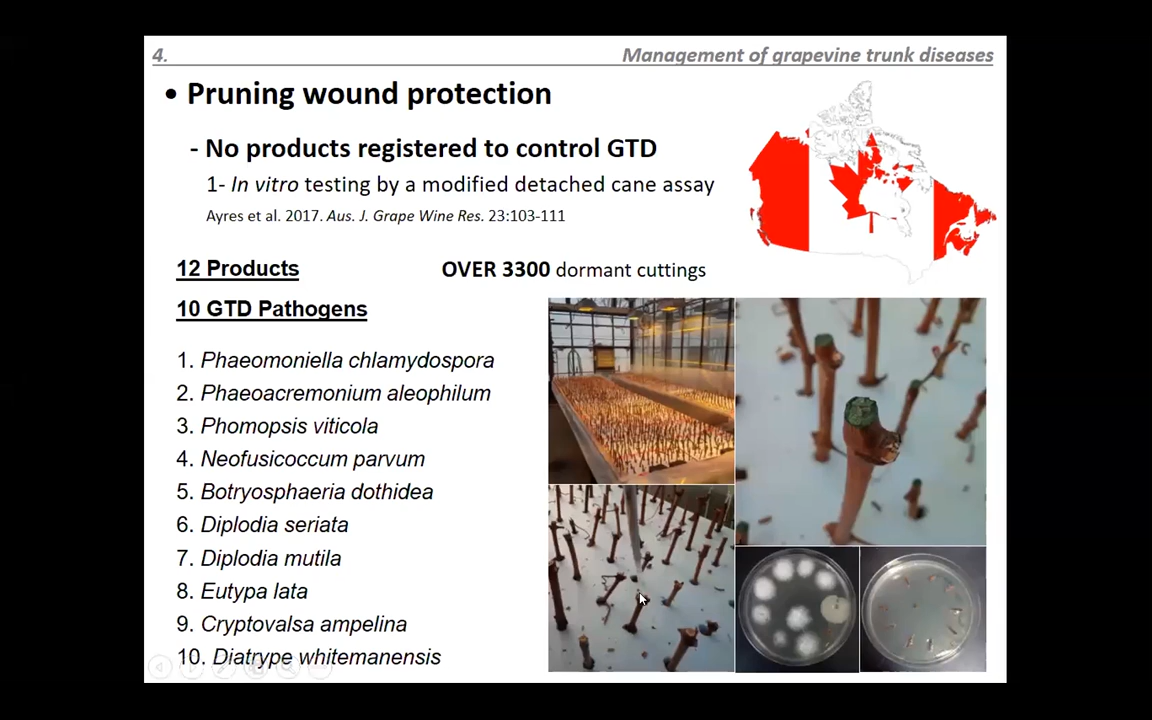 4.
Management of grapevine trunk diseases
• Pruning wound protection
- No products registered to control GTD
1- In vitro testing by a modified detached cane assay
Ayres et al. 2017. Aus. J. Grape Wine Res. 23:103-111
12 Products
OVER 3300 dormant cuttings
10 GTD Pathogens
1. Phaeomoniella chlamydospora
2. Phaeoacremonium aleophilum
3. Phomopsis viticola
4. Neofusicoccum parvum
5. Botryosphaeria dothidea
6. Diplodia seriata
7. Diplodia mutila
8. Eutypa lata
9. Cryptovalsa ampelina
10. Diatrype whitemanensis